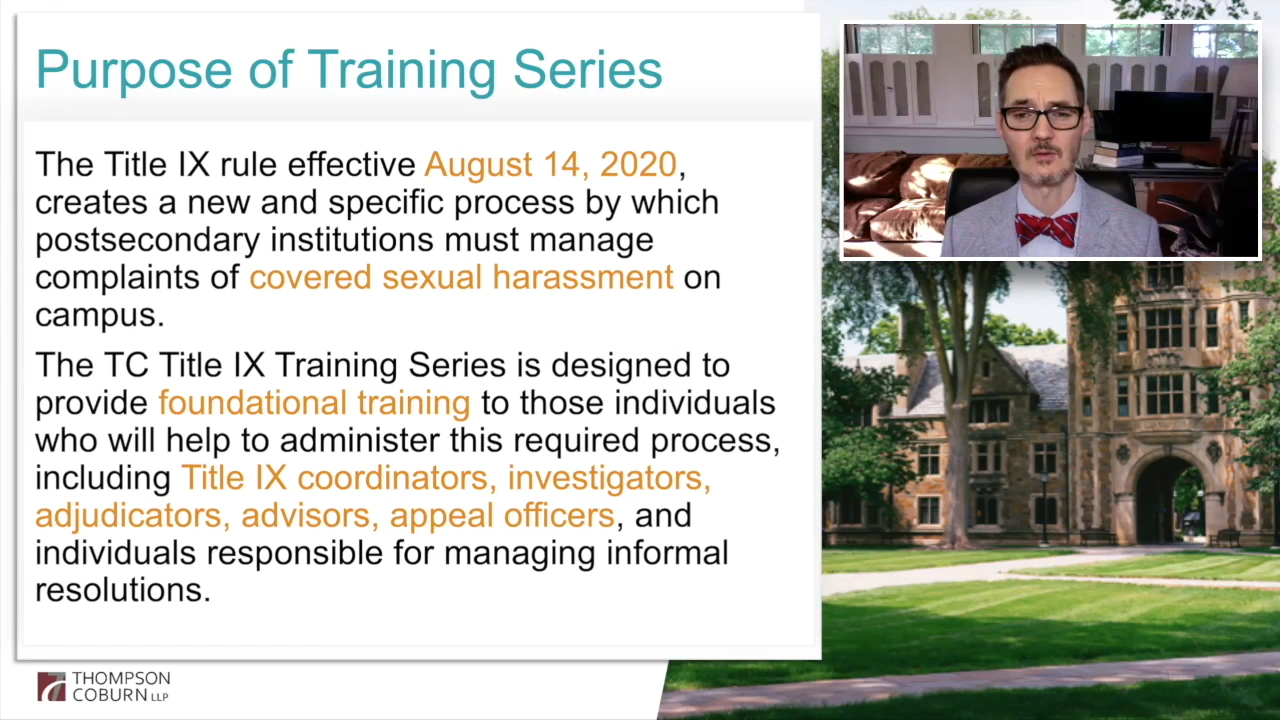 Purpose of Training Series
The Title IX rule effective August 14, 2020,
creates a new and specific process by which
postsecondary institutions must manage
complaints of covered sexual harassment on
campus.
The TC Title IX Training Series is designed to
provide foundational training to those individuals
who will help to administer this required process,
including Title IX coordinators, investigators,
adjudicators, advisors, appeal officers, and
individuals responsible for managing informal
resolutions.
THOMPSON
COBURN LLP